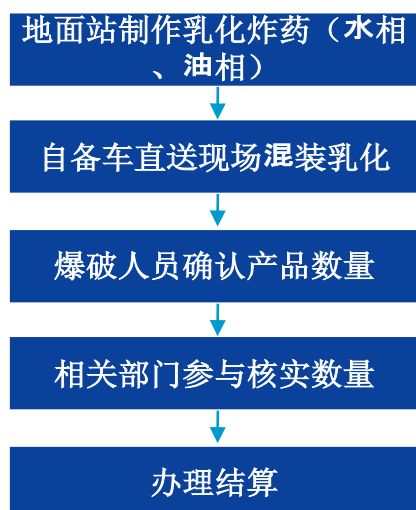 地面站制作乳化炸药（水相
、油相）
自备车直送现场混装乳化
爆破人员确认产品数量
相关部门参与核实数量
办理结算